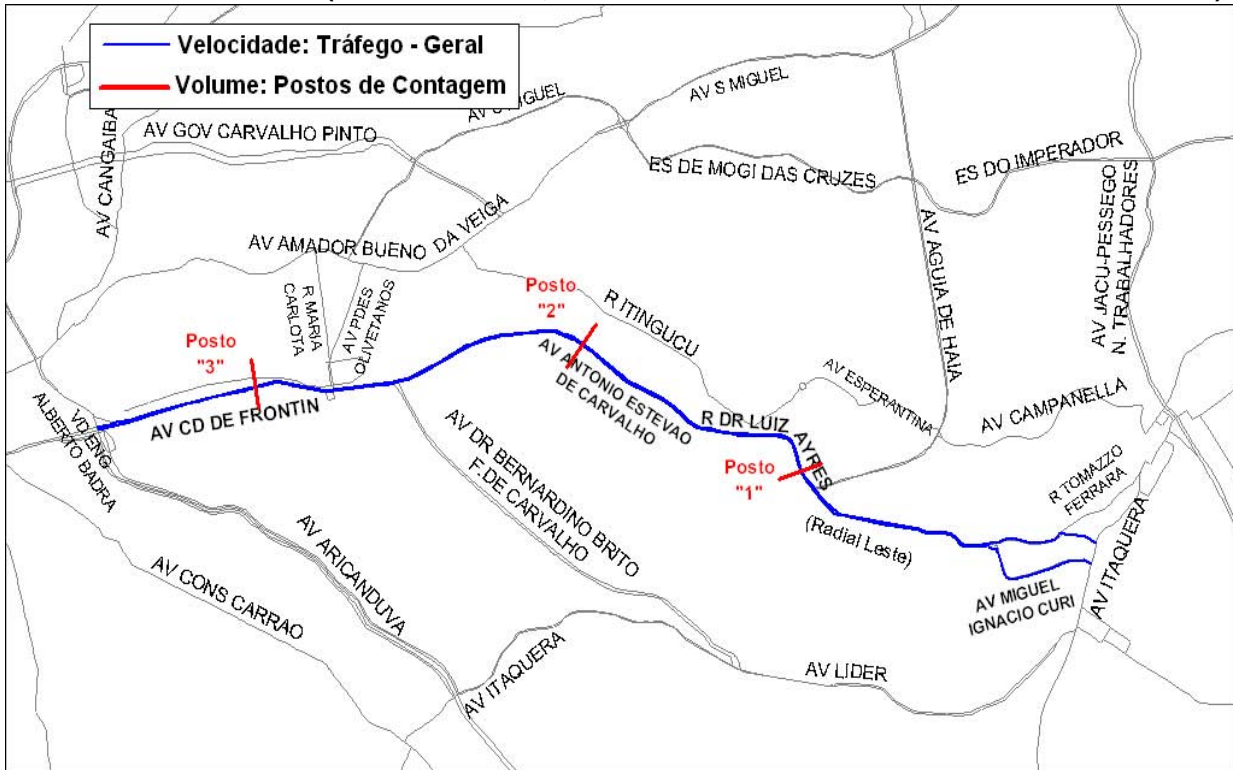 Velocidade: Tráfego - Geral
Volume: Postos de Contagem
AV CANGAIBA
AV GOV CARVALHO PINTO
AV S MIGUEL
ES DE MOGI DAS CRUZES
ES DO IMPERADOR
AV JACU-PESSEGO
N. TRABALHADORES
AV AGUIA DE HAIA
AV AMADOR BUENO DA VEIGA
R MARIA
CARLOTA
AV PDES
OLIVETANOS
Posto
"3"
Posto
"2"
R ITINGUCU
AV ANTONIO ESTEVAO
DE CARVALHO
AV CD DE FRONTIN
VD ENG
ALBERTO BADRA
AV DR BERNARDINO BRITO
F. DE CARVALHO
R DR LUIZ AYRES
AV ESPERANTINA
AV CAMPANELLA
Posto
"1"
(Radial Leste)
R TOMAZZO
FERRARA
AV MIGUEL
IGNACIO CURI
AV ITAQUERA
AV ARICANDUVA
AV CONS CARRAO
AV ITAQUERA
AV LIDER